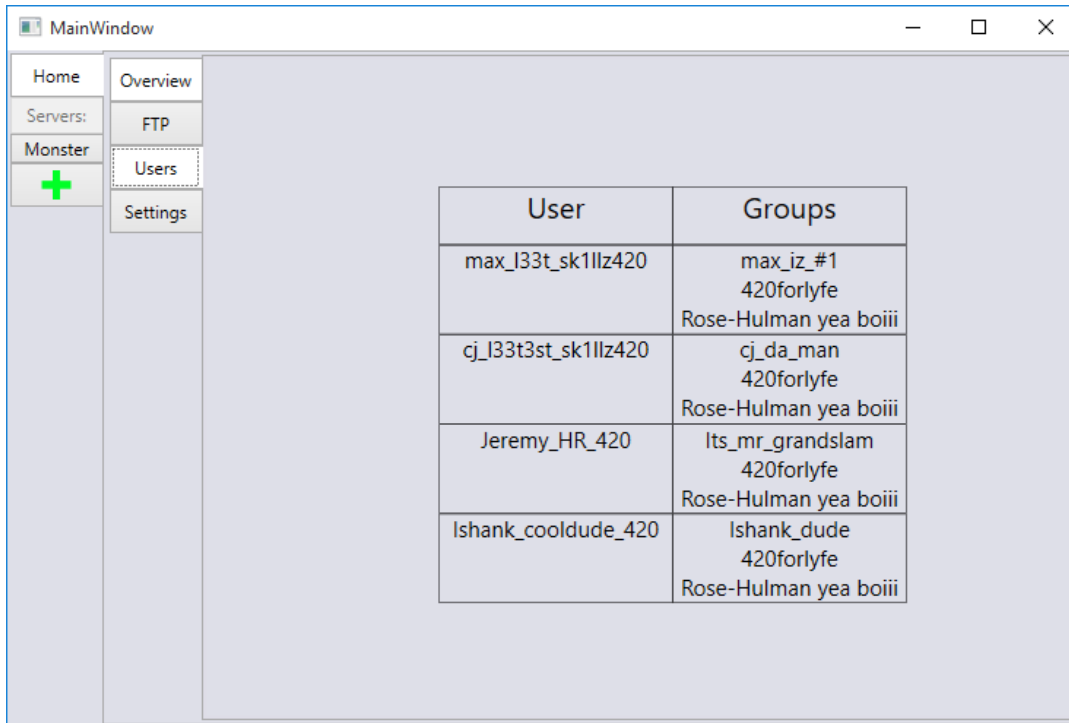 MainWindow
Home
Servers:
Monster
Overview
FTP
Users
Settings
User Groups
max_l33t_sk1llz420 max_iz_#1
420forlyfe
Rose-Hulman yea boiii
cj_l33t3st_sk1llz420 cj_da_man
420forlyfe
Rose-Hulman yea boiii
Jeremy_HR_420 Its_mr_grandslam
420forlyfe
Rose-Hulman yea boiii
Ishank_cooldude_420 Ishank_dude
420forlyfe
Rose-Hulman yea boiii